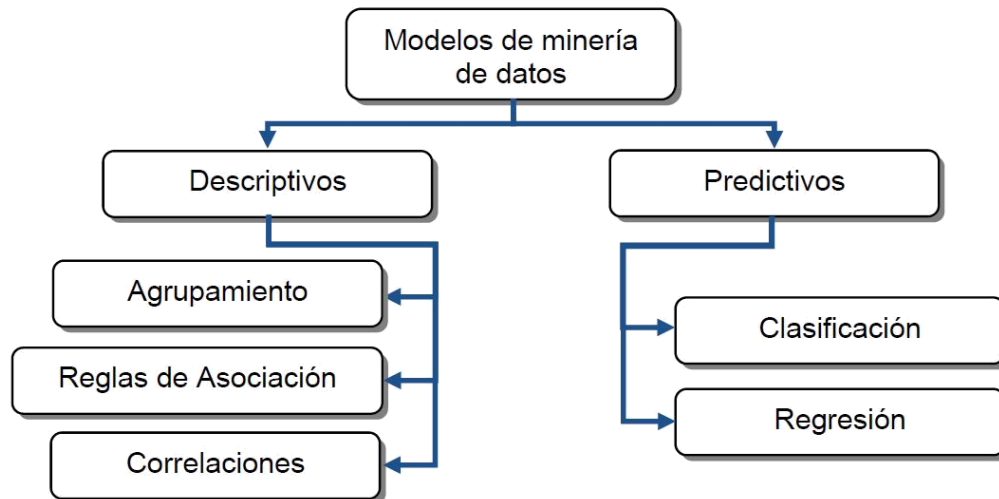 Modelos de minería
de datos
Descriptivos
Predictivos
Agrupamiento
Reglas de Asociación
Correlaciones
Clasificación
Regresión